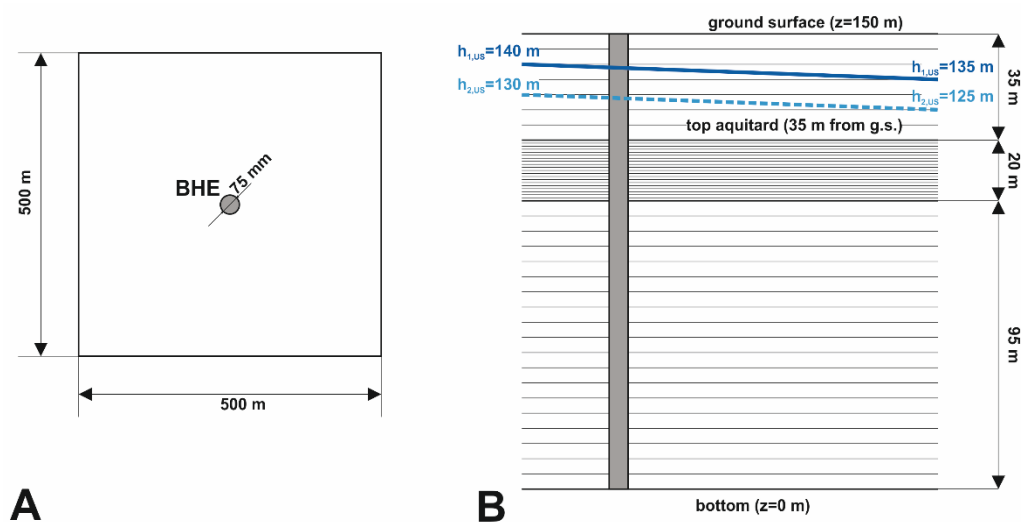 500 m
BHE
75 mm
500 m
A
ground surface (z=150 m)
h1,US=140 m
h1,US=135 m
h2,US=130 m
h2,US=125 m
top aquitard (35 m from g.s.)
35 m
20 m
95 m
bottom (z=0 m)
B